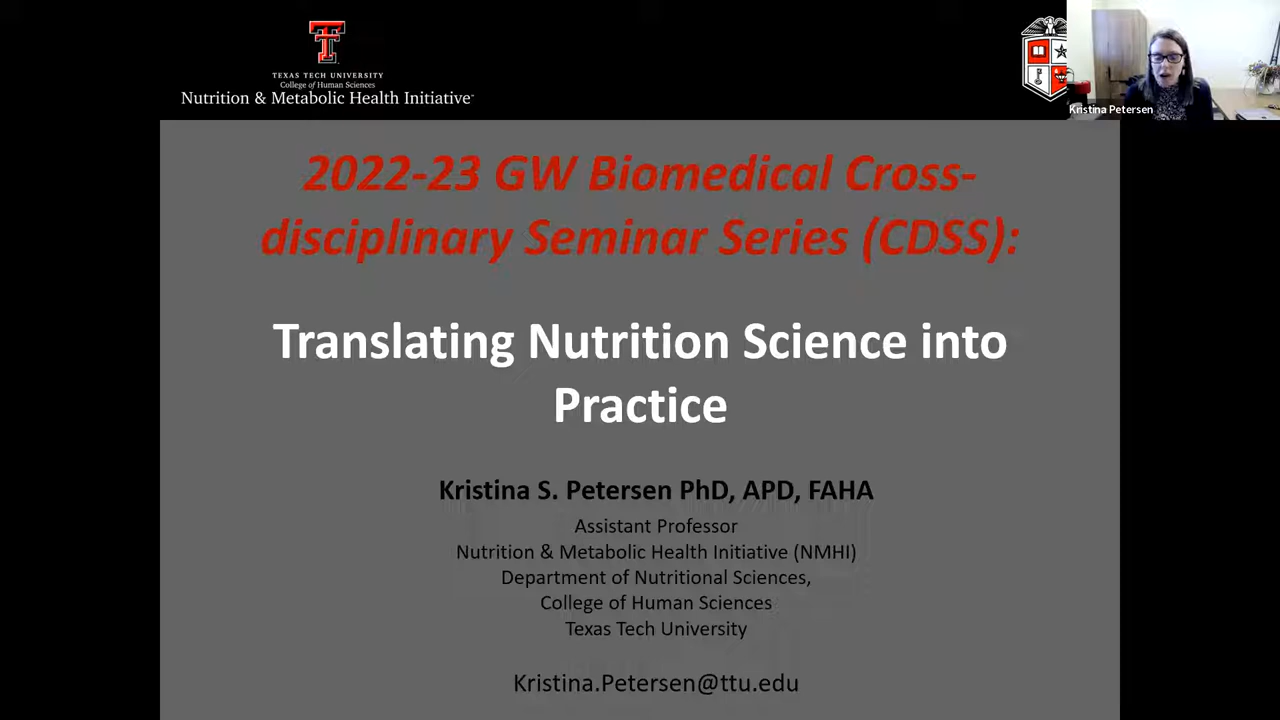 TEXAS TECH UNIVERSITY
College of Human Sciences
Nutrition & Metabolic Health Initiative™
Kristina Petersen
2022-23 GW Biomedical Cross-
disciplinary Seminar Series (CDSS):
Translating Nutrition Science into
Practice
Kristina S. Petersen PhD, APD, FAHA
Assistant Professor
Nutrition & Metabolic Health Initiative (NMHI)
Department of Nutritional Sciences,
College of Human Sciences
Texas Tech University
Kristina.Petersen@ttu.edu